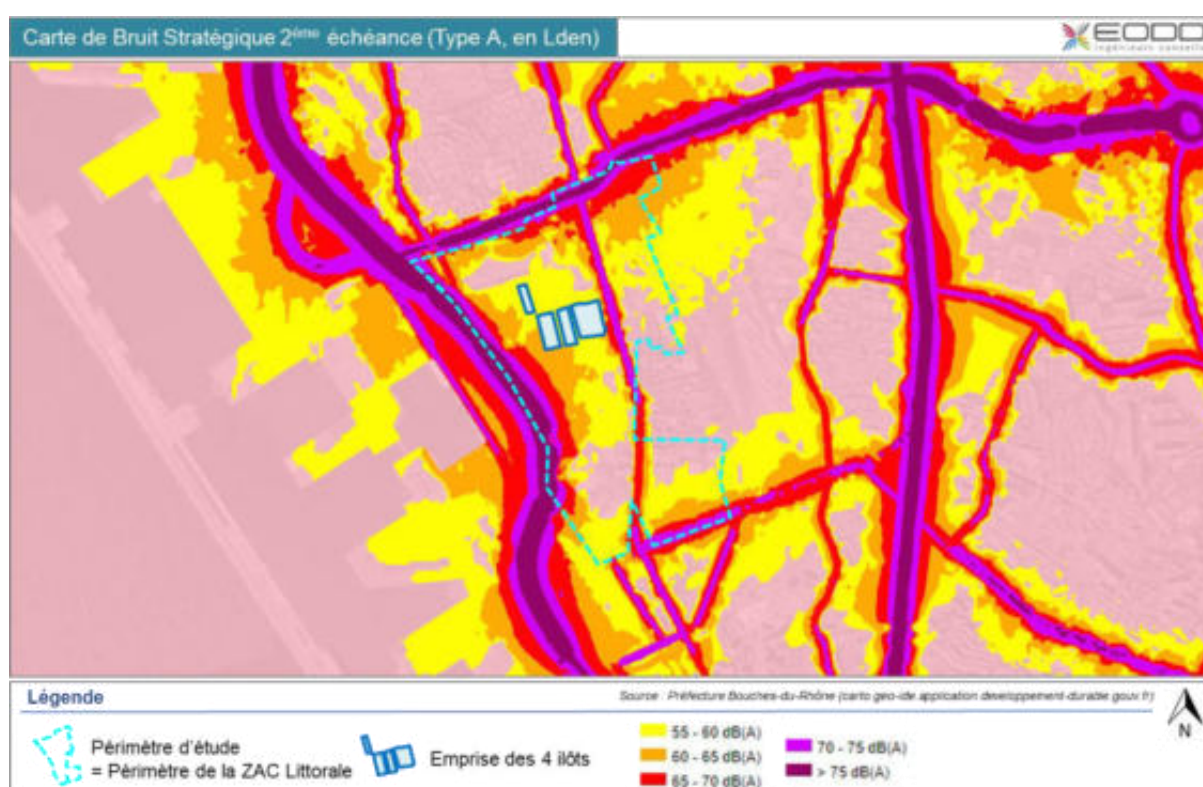 Carte de Bruit Stratégique 2ème échéance (Type A, en Lden)
EODD
ingénieurs conseils
Légende
Source : Préfecture Bouches-du-Rhône (carto geo-ide application developpement-durable gouv fr)
Périmètre d'étude
= Périmètre de la ZAC Littorale
Emprise des 4 ilôts
55 - 60 dB(A)
60 - 65 dB(A)
65 - 70 dB(A)
70 - 75 dB(A)
> 75 dB(A)
N